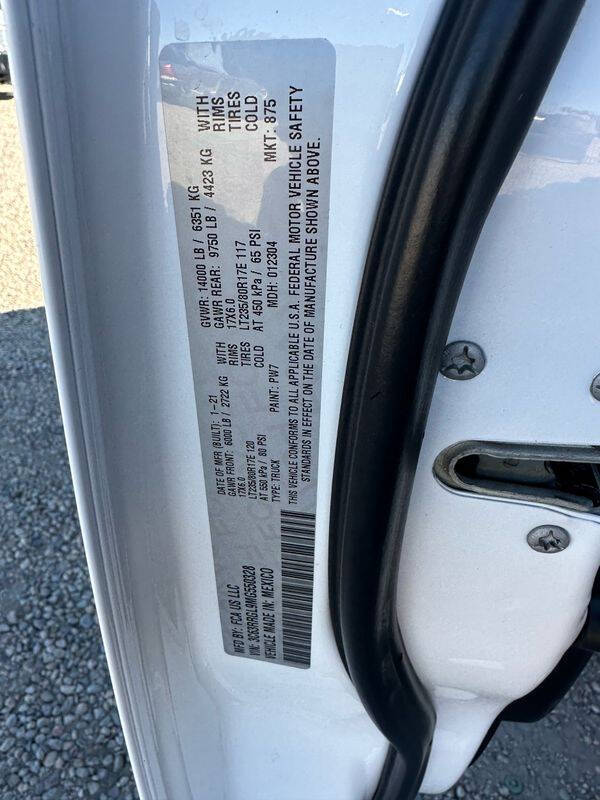 MFD BY: FCA US LLC
DATE OF MFR (BUILT): 1-21
GVWR: 14000 LB / 6351 KG
GAWR FRONT: 6000 LB / 2722 KG WITH
17X6.0 RIMS
LT235/80R17E 120 TIRES
AT 550 kPa / 80 PSI COLD
GAWR REAR: 9750 LB / 4423 KG WITH
17X6.0 RIMS
LT235/80R17E 117 TIRES
AT 450 kPa / 65 PSI COLD
VIN: 3C63RRGL9MG550328
TYPE: TRUCK
PAINT: PW7
MDH: 012304
MKT: 875
VEHICLE MADE IN: MEXICO
THIS VEHICLE CONFORMS TO ALL APPLICABLE U.S.A. FEDERAL MOTOR VEHICLE SAFETY
STANDARDS IN EFFECT ON THE DATE OF MANUFACTURE SHOWN ABOVE.